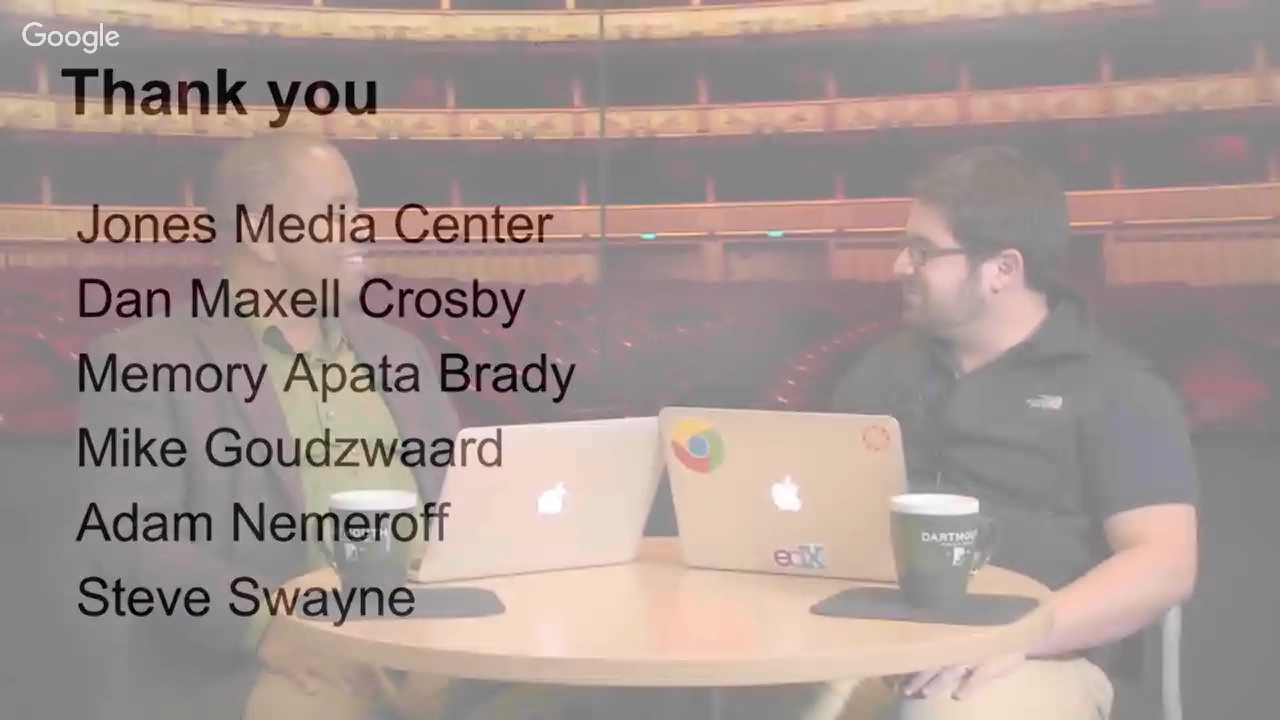 Google
Thank you
Jones Media Center
Dan Maxell Crosby
Memory Apata Brady
Mike Goudzwaard
Adam Nemeroff
Steve Swayne
edX